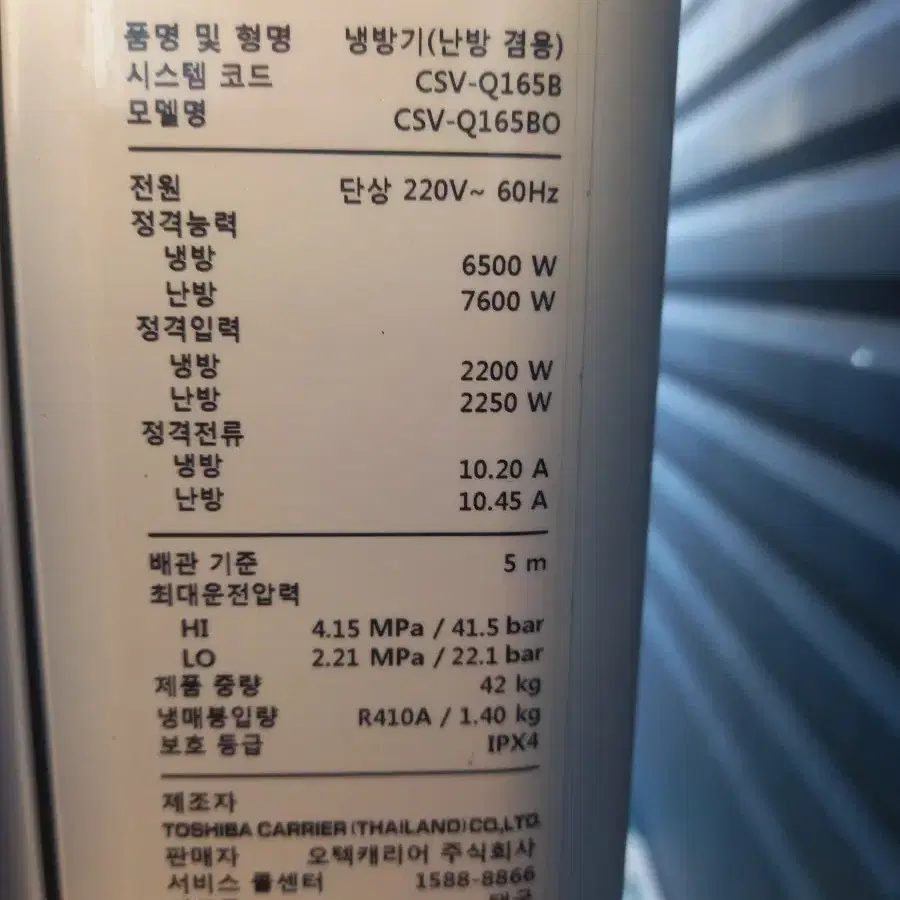 품명 및 형명 냉방기(난방 겸용)
시스템 코드 CSV-Q165B
모델명 CSV-Q165BO
전원 단상 220V~ 60Hz
정격능력
냉방 6500 W
난방 7600 W
정격입력
냉방 2200 W
난방 2250 W
정격전류
냉방 10.20 A
난방 10.45 A
배관 기준 5 m
최대운전압력
HI 4.15 MPa / 41.5 bar
LO 2.21 MPa / 22.1 bar
제품 중량 42 kg
냉매봉입량 R410A / 1.40 kg
보호 등급 IPX4
제조자
TOSHIBA CARRIER (THAILAND) CO.,LTD.
판매자 오텍캐리어 주식회사
서비스 콜센터 1588-8866